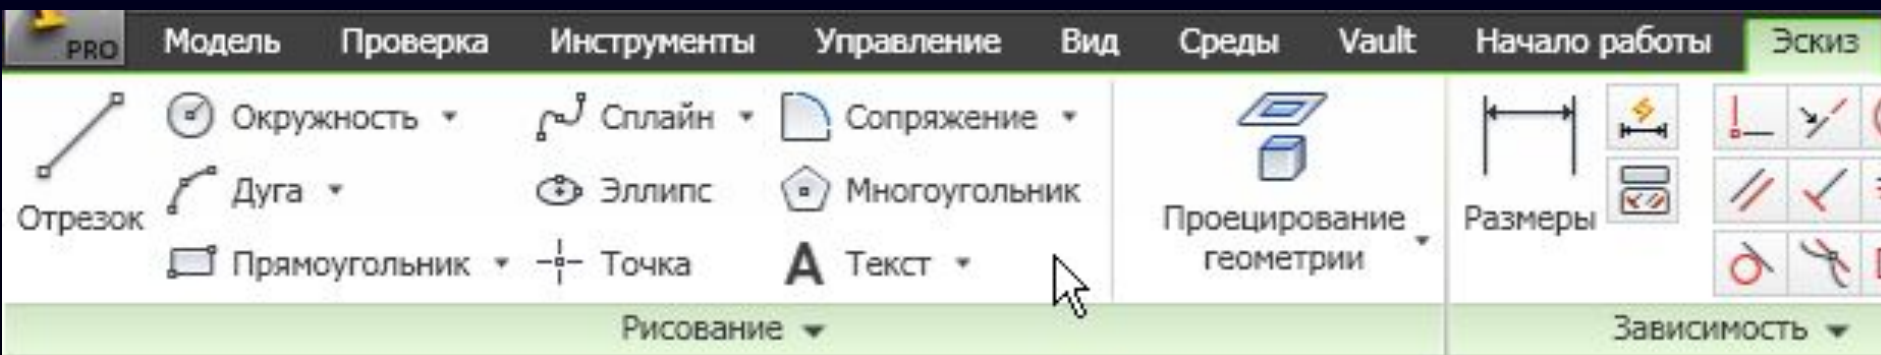 PRO Модель Проверка Инструменты Управление Вид Среды Vault Начало работы Эскиз
Окружность Сплайн Сопряжение
Дуга Эллипс Многоугольник
Отрезок
Прямоугольник Точка A Текст
Проецирование
геометрии
Размеры
Рисование
Зависимость